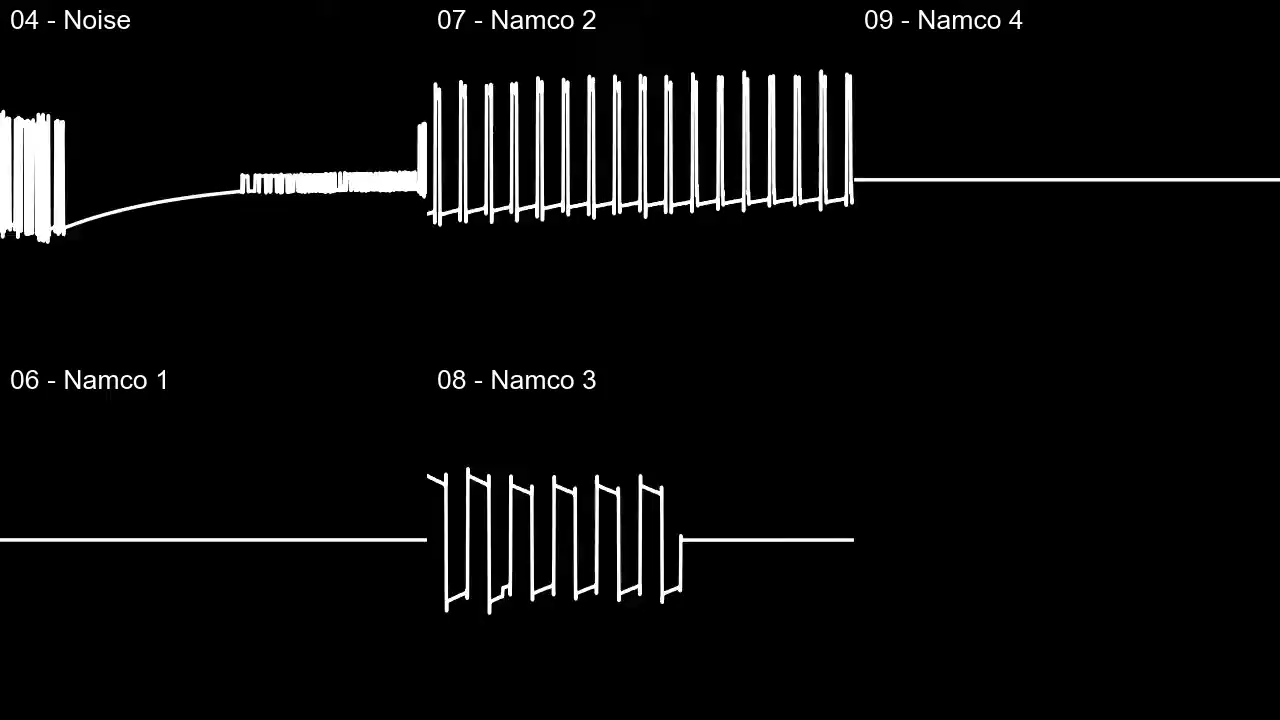 04 - Noise
07 - Namco 2
09 - Namco 4
06 - Namco 1
08 - Namco 3